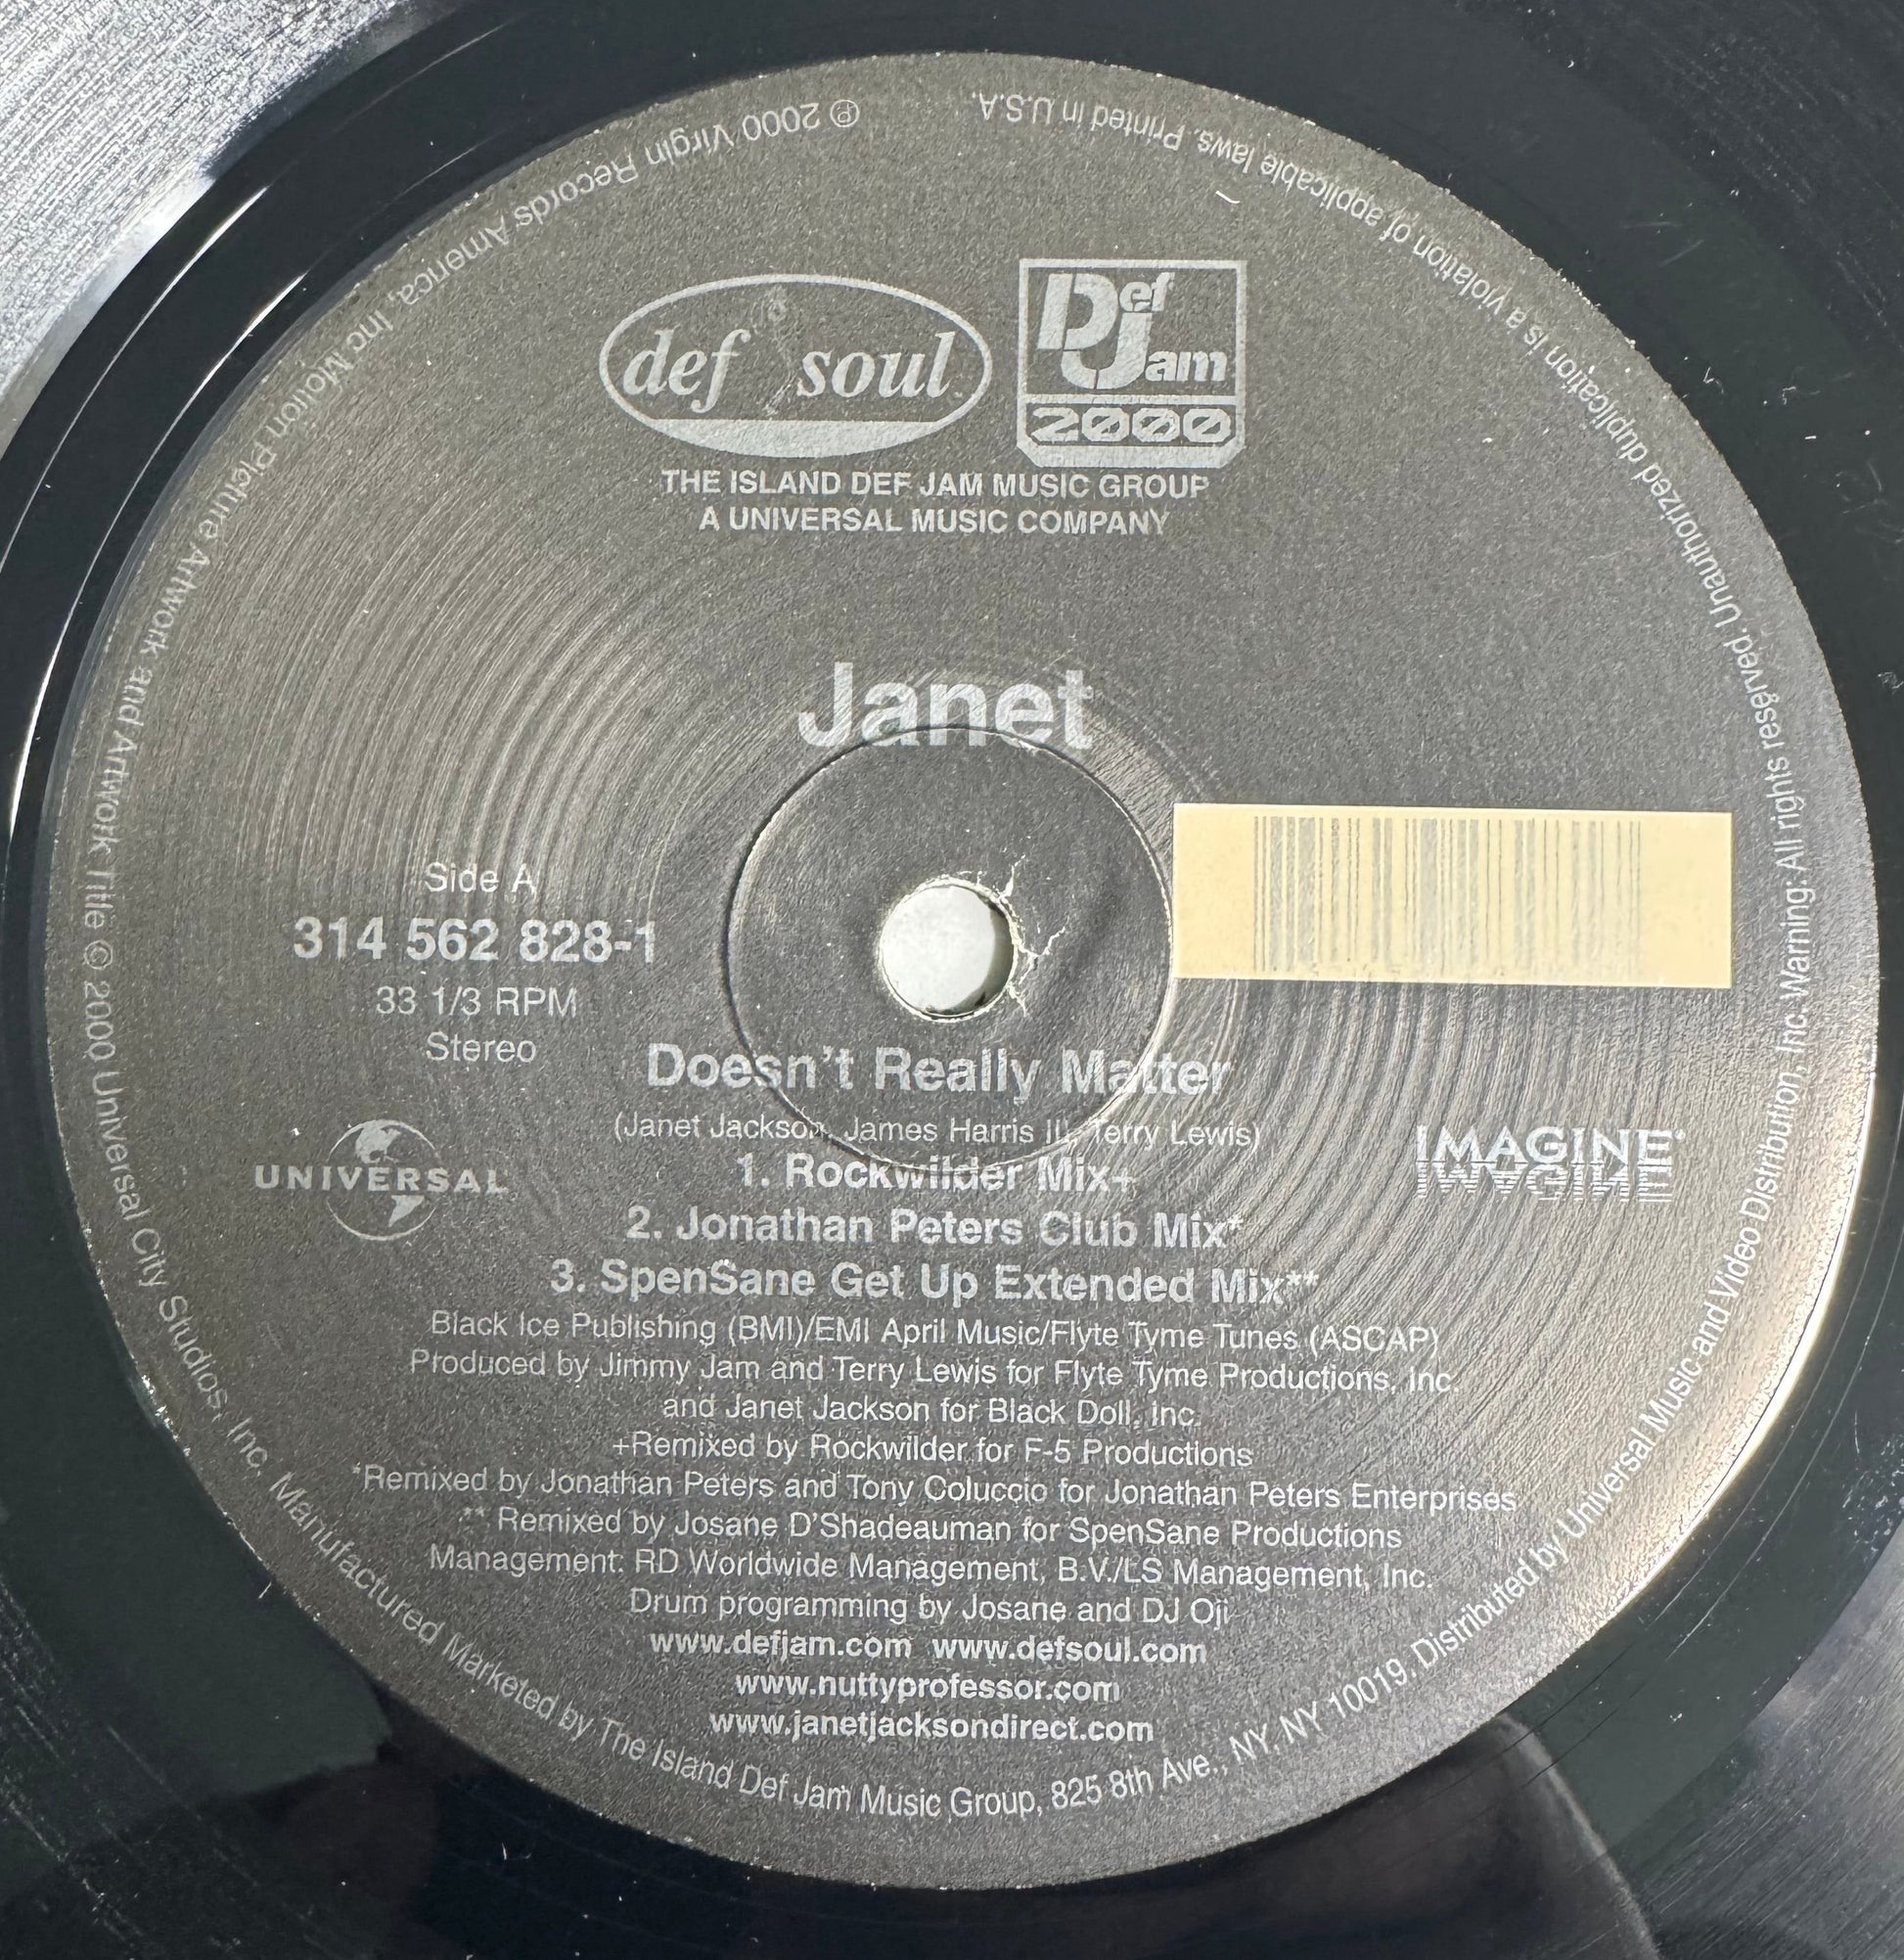 def soul
Def Jam
2000
THE ISLAND DEF JAM MUSIC GROUP
A UNIVERSAL MUSIC COMPANY
Janet
Side A
314 562 828-1
33 1/3 RPM
Stereo
UNIVERSAL
IMAGINE
Doesn't Really Matter
(Janet Jackson, James Harris III, Terry Lewis)
1. Rockwilder Mix+
2. Jonathan Peters Club Mix*
3. SpenSane Get Up Extended Mix**
Black Ice Publishing (BMI)/EMI April Music/Flyte Tyme Tunes (ASCAP)
Produced by Jimmy Jam and Terry Lewis for Flyte Tyme Productions, Inc.
and Janet Jackson for Black Doll, Inc.
+Remixed by Rockwilder for F-5 Productions
*Remixed by Jonathan Peters and Tony Coluccio for Jonathan Peters Enterprises
** Remixed by Josane D'Shadeauman for SpenSane Productions
Management: RD Worldwide Management, B.V./LS Management, Inc.
Drum programming by Josane and DJ Oji
www.defjam.com www.defsoul.com
www.nuttyprofessor.com
www.janetjacksondirect.com
℗ 2000 Virgin Records America, Inc Motion Picture Artwork and Artwork Title © 2000 Universal City Studios, Inc. Manufactured Marketed by The Island Def Jam Music Group, 825 8th Ave., NY, NY 10019. Distributed by Universal Music and Video Distribution, Inc. Warning: All rights reserved. Unauthorized duplication is a violation of applicable laws. Printed in U.S.A.